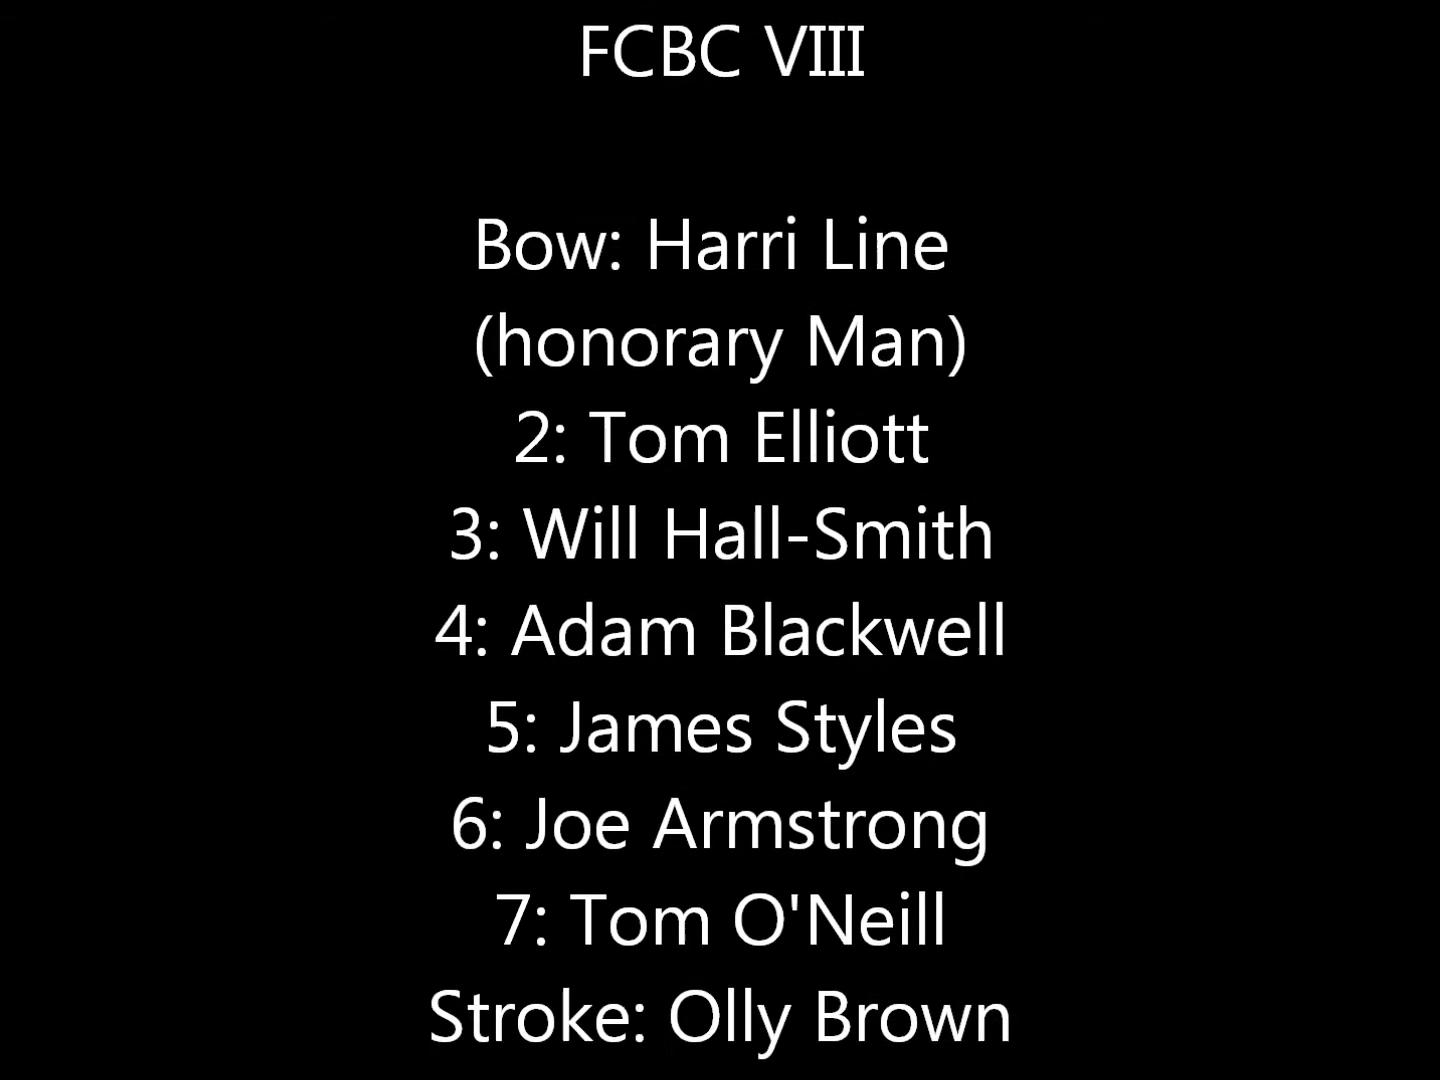 FCBC VIII
Bow: Harri Line
(honorary Man)
2: Tom Elliott
3: Will Hall-Smith
4: Adam Blackwell
5: James Styles
6: Joe Armstrong
7: Tom O'Neill
Stroke: Olly Brown